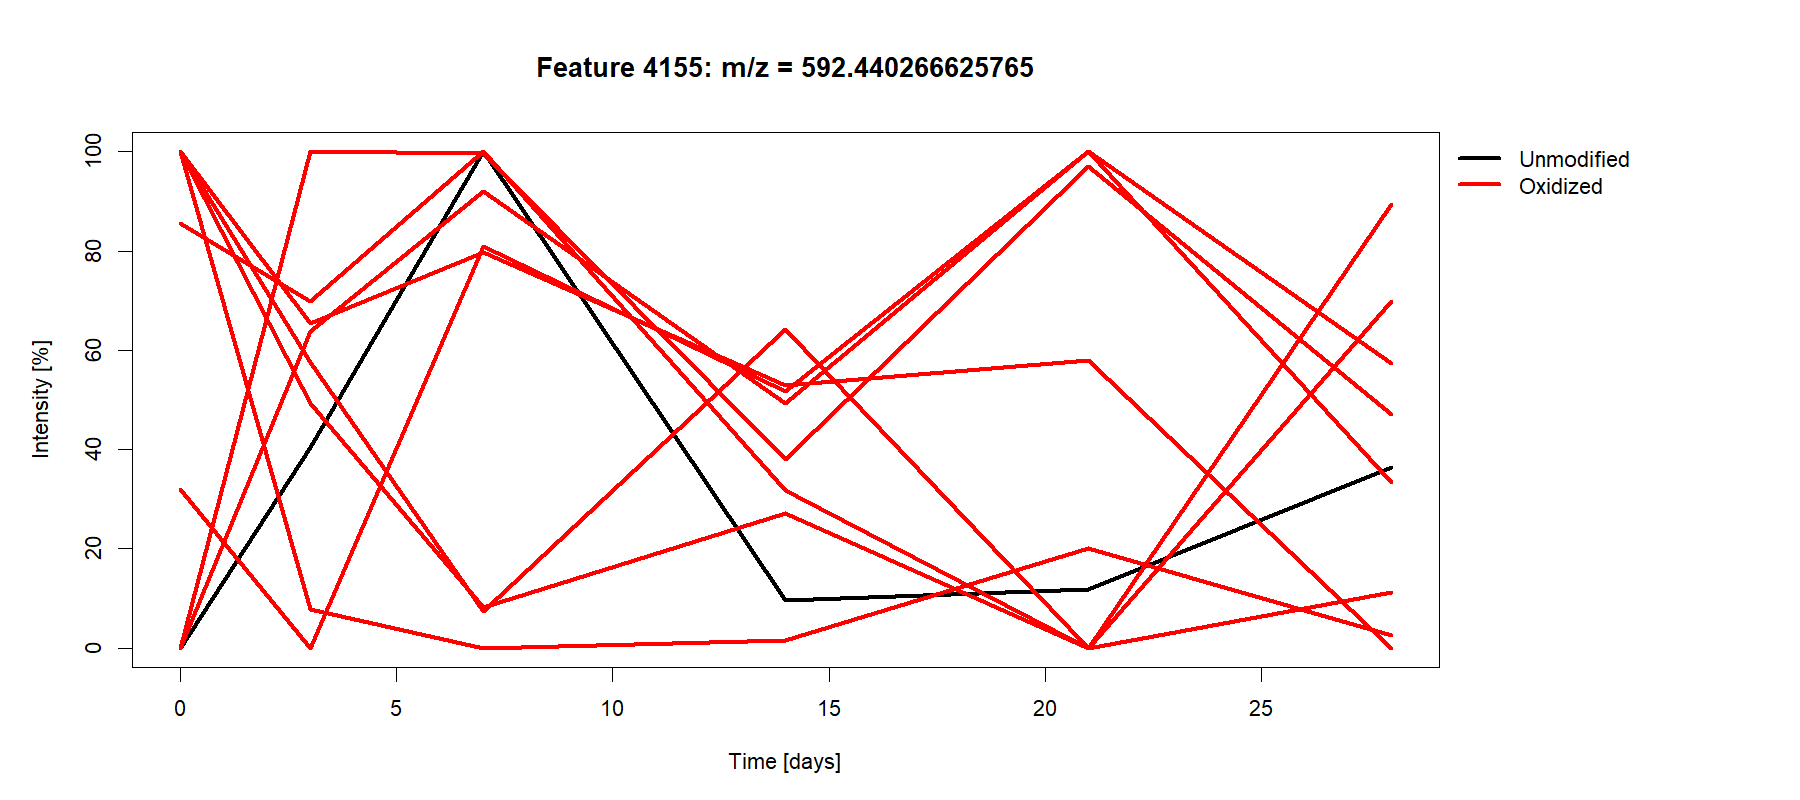 Feature 4155: m/z = 592.440266625765
Unmodified
Oxidized
Intensity [%]
100
80
60
40
20
0
0 5 10 15 20 25
Time [days]